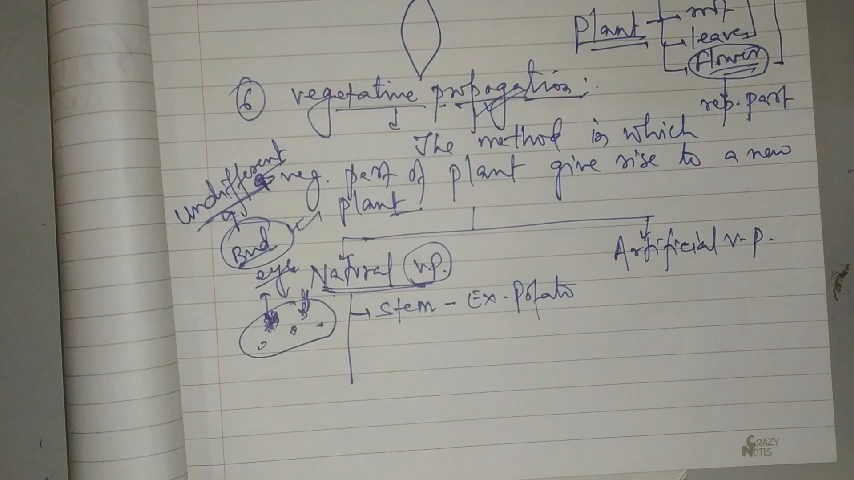 Plant → root
→ leaves
→ flower
rep. part
⑥ vegetative propagation:
The method in which
veg. part of plant give rise to a new
plant.
undifferent
Bud
eye
Natural v.p.
Artificial v.p.
→ stem - Ex. Potato
CRAZY
NOTES